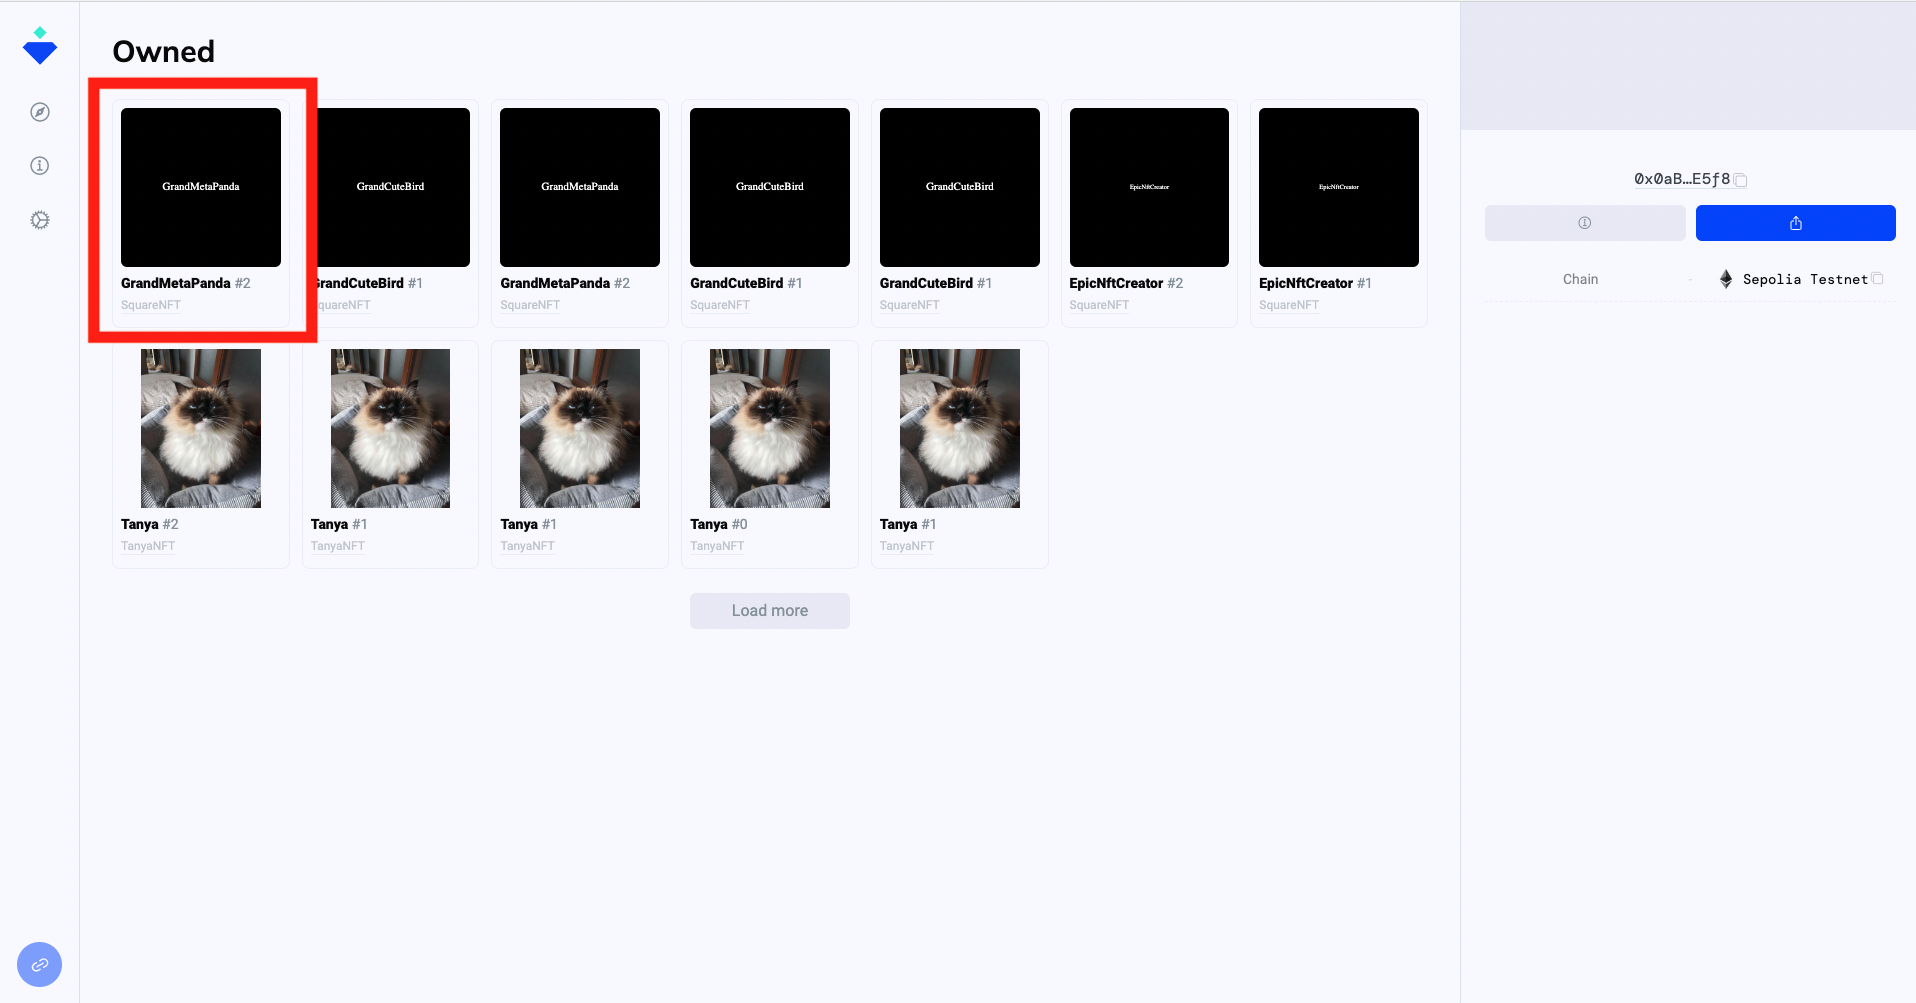 Owned
GrandMetaPanda
GrandCuteBird
GrandMetaPanda
GrandCuteBird
GrandCuteBird
EpicNftCreator
EpicNftCreator
GrandMetaPanda #2
SquareNFT
GrandCuteBird #1
SquareNFT
GrandMetaPanda #2
SquareNFT
GrandCuteBird #1
SquareNFT
GrandCuteBird #1
SquareNFT
EpicNftCreator #2
SquareNFT
EpicNftCreator #1
SquareNFT
Tanya #2
TanyaNFT
Tanya #1
TanyaNFT
Tanya #1
TanyaNFT
Tanya #0
TanyaNFT
Tanya #1
TanyaNFT
Load more
0x0aB…E5f8
Chain - Sepolia Testnet